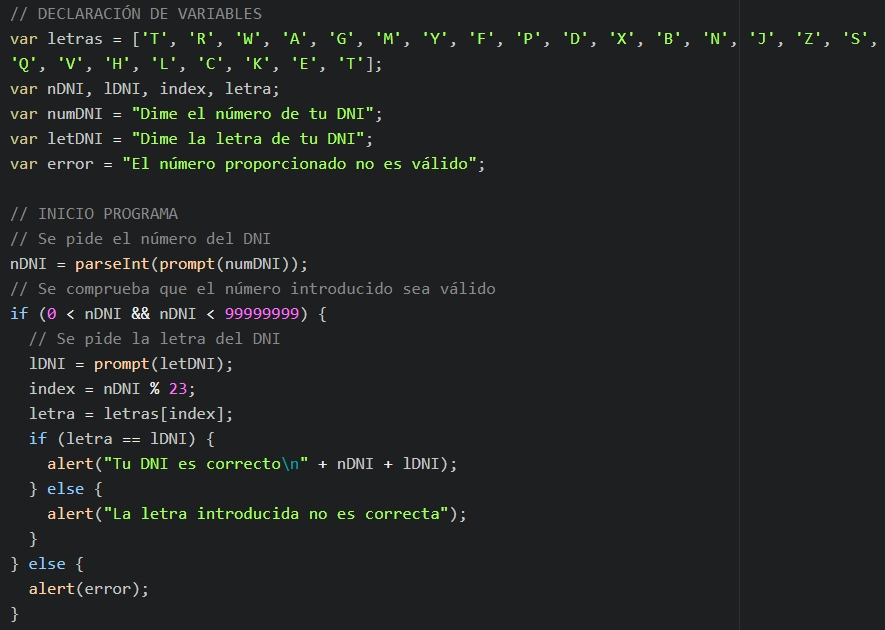 // DECLARACIÓN DE VARIABLES
var letras = ['T', 'R', 'W', 'A', 'G', 'M', 'Y', 'F', 'P', 'D', 'X', 'B', 'N', 'J', 'Z', 'S',
'Q', 'V', 'H', 'L', 'C', 'K', 'E', 'T'];
var nDNI, lDNI, index, letra;
var numDNI = "Dime el número de tu DNI";
var letDNI = "Dime la letra de tu DNI";
var error = "El número proporcionado no es válido";

// INICIO PROGRAMA
// Se pide el número del DNI
nDNI = parseInt(prompt(numDNI));
// Se comprueba que el número introducido sea válido
if (0 < nDNI && nDNI < 99999999) {
  // Se pide la letra del DNI
  lDNI = prompt(letDNI);
  index = nDNI % 23;
  letra = letras[index];
  if (letra == lDNI) {
    alert("Tu DNI es correcto\n" + nDNI + lDNI);
  } else {
    alert("La letra introducida no es correcta");
  }
} else {
  alert(error);
}